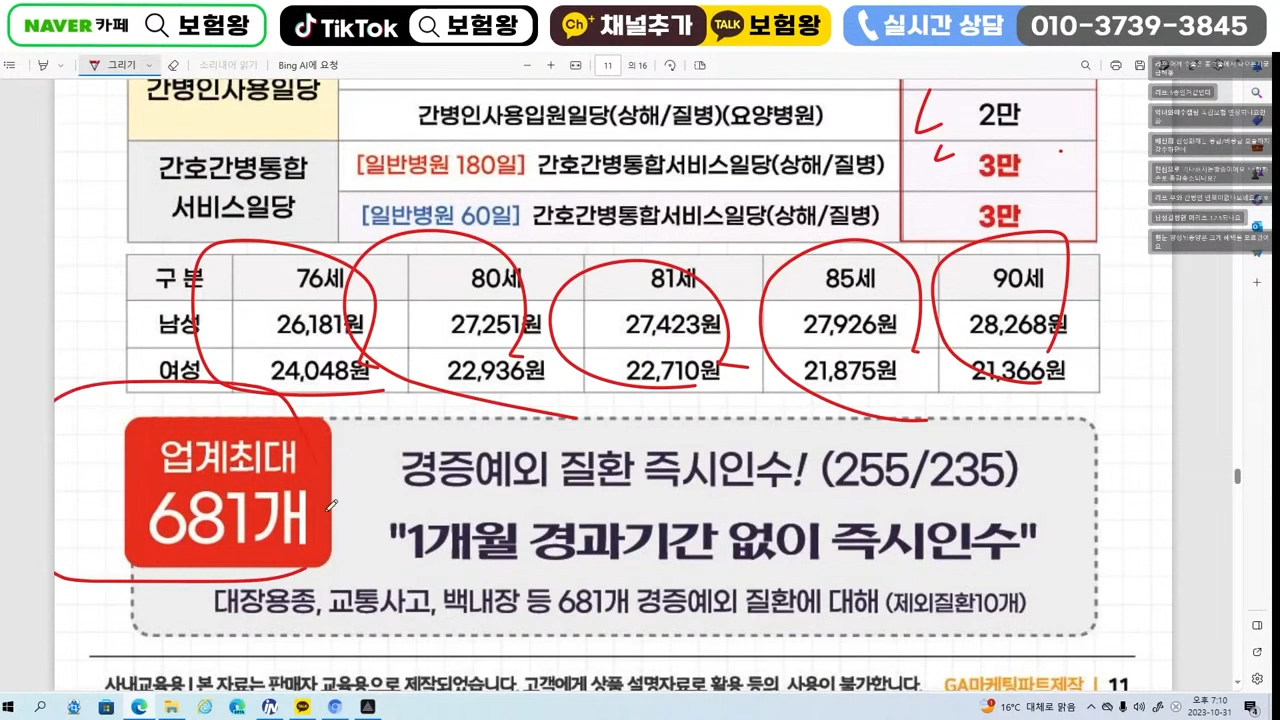 NAVER 카페 보험왕 TikTok 보험왕 Ch+ 채널추가 TALK 보험왕 실시간 상담 010-3739-3845
그리기 소리내어 읽기 Bing AI에 요청 11 의 16
간병인사용일당
간병인사용입원일당(상해/질병)(요양병원) 2만
간호간병통합
서비스일당
[일반병원 180일] 간호간병통합서비스일당(상해/질병) 3만
[일반병원 60일] 간호간병통합서비스일당(상해/질병) 3만
구 분 76세 80세 81세 85세 90세
남성 26,181원 27,251원 27,423원 27,926원 28,268원
여성 24,048원 22,936원 22,710원 21,875원 21,366원
업계최대
681개
경증예외 질환 즉시인수! (255/235)
"1개월 경과기간 없이 즉시인수"
대장용종, 교통사고, 백내장 등 681개 경증예외 질환에 대해 (제외질환10개)
사내교육용 | 본 자료는 판매자 교육용으로 제작되었습니다. 고객에게 상품 설명자료로 활용 등의 사용이 불가합니다. GA마케팅파트제작 | 11
16°C 대체로 맑음 오후 7:10
2023-10-31